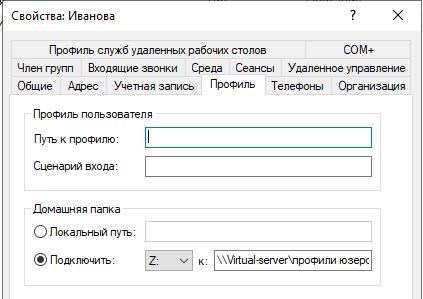 Свойства: Иванова
? ×
Профиль служб удаленных рабочих столов COM+
Член групп Входящие звонки Среда Сеансы Удаленное управление
Общие Адрес Учетная запись Профиль Телефоны Организация
Профиль пользователя
Путь к профилю:
Сценарий входа:
Домашняя папка
Локальный путь:
Подключить: Z: к: \\Virtual-server\профили юзеро